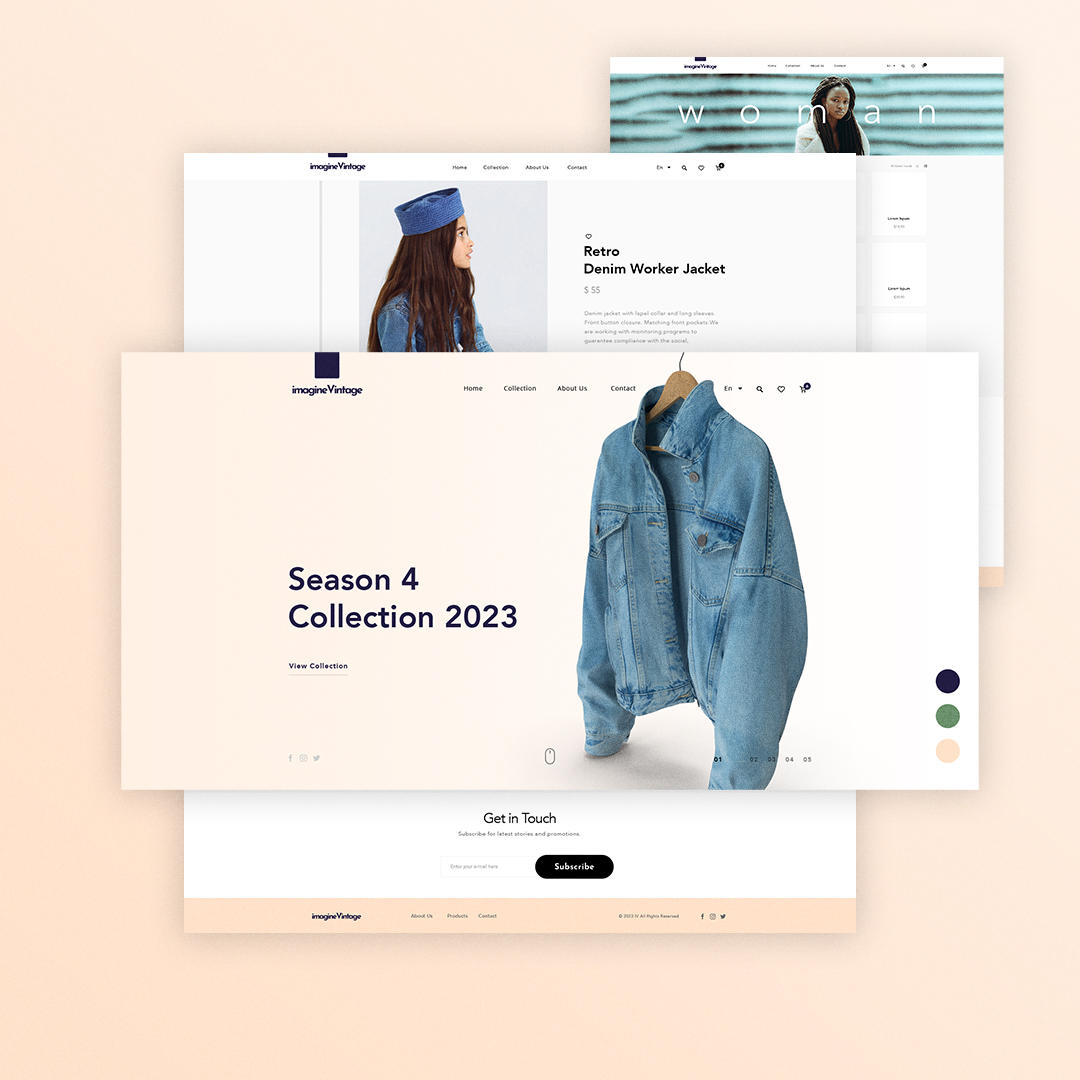 imagineVintage
Home Collection About Us Contact
En
woman
Lorem Ipsum
Lorem Ipsum
imagineVintage
Home Collection About Us Contact
En
Retro
Denim Worker Jacket
$ 55
Denim jacket with lapel collar and long sleeves.
Front button closure. Matching front pockets.We
are working with monitoring programs to
guarantee compliance with the social,
imagineVintage
Home Collection About Us Contact
En
Season 4
Collection 2023
View Collection
01 02 03 04 05
Get in Touch
Subscribe for latest stories and promotions.
Enter your e-mail here
Subscribe
imagineVintage
About Us Products Contact
© 2023 IV All Rights Reserved